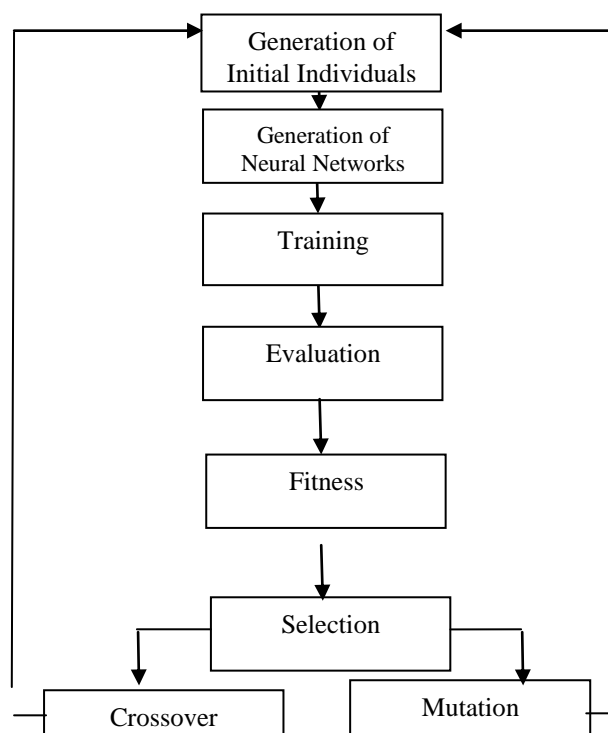 Generation of
Initial Individuals
Generation of
Neural Networks
Training
Evaluation
Fitness
Selection
Crossover
Mutation